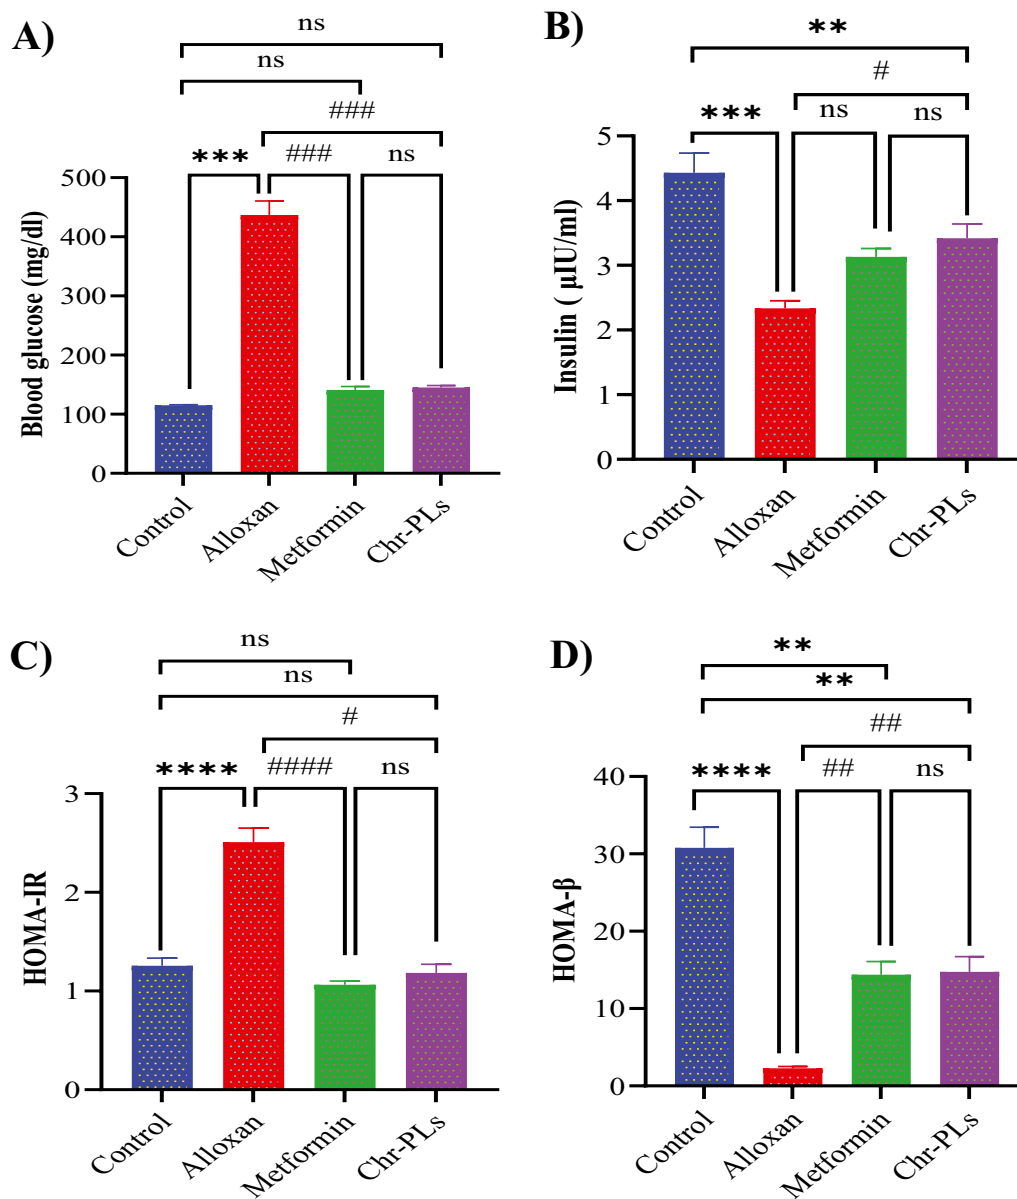 A)
ns
ns
###
***
###
ns
500
400
300
200
100
0
Blood glucose (mg/dl)
Control
Alloxan
Metformin
Chr-PLs
B)
**
#
***
ns
ns
5
4
3
2
1
0
Insulin ( µIU/ml)
Control
Alloxan
Metformin
Chr-PLs
C)
ns
ns
#
****
####
ns
3
2
1
0
HOMA-IR
Control
Alloxan
Metformin
Chr-PLs
D)
**
**
##
****
##
ns
40
30
20
10
0
HOMA-β
Control
Alloxan
Metformin
Chr-PLs